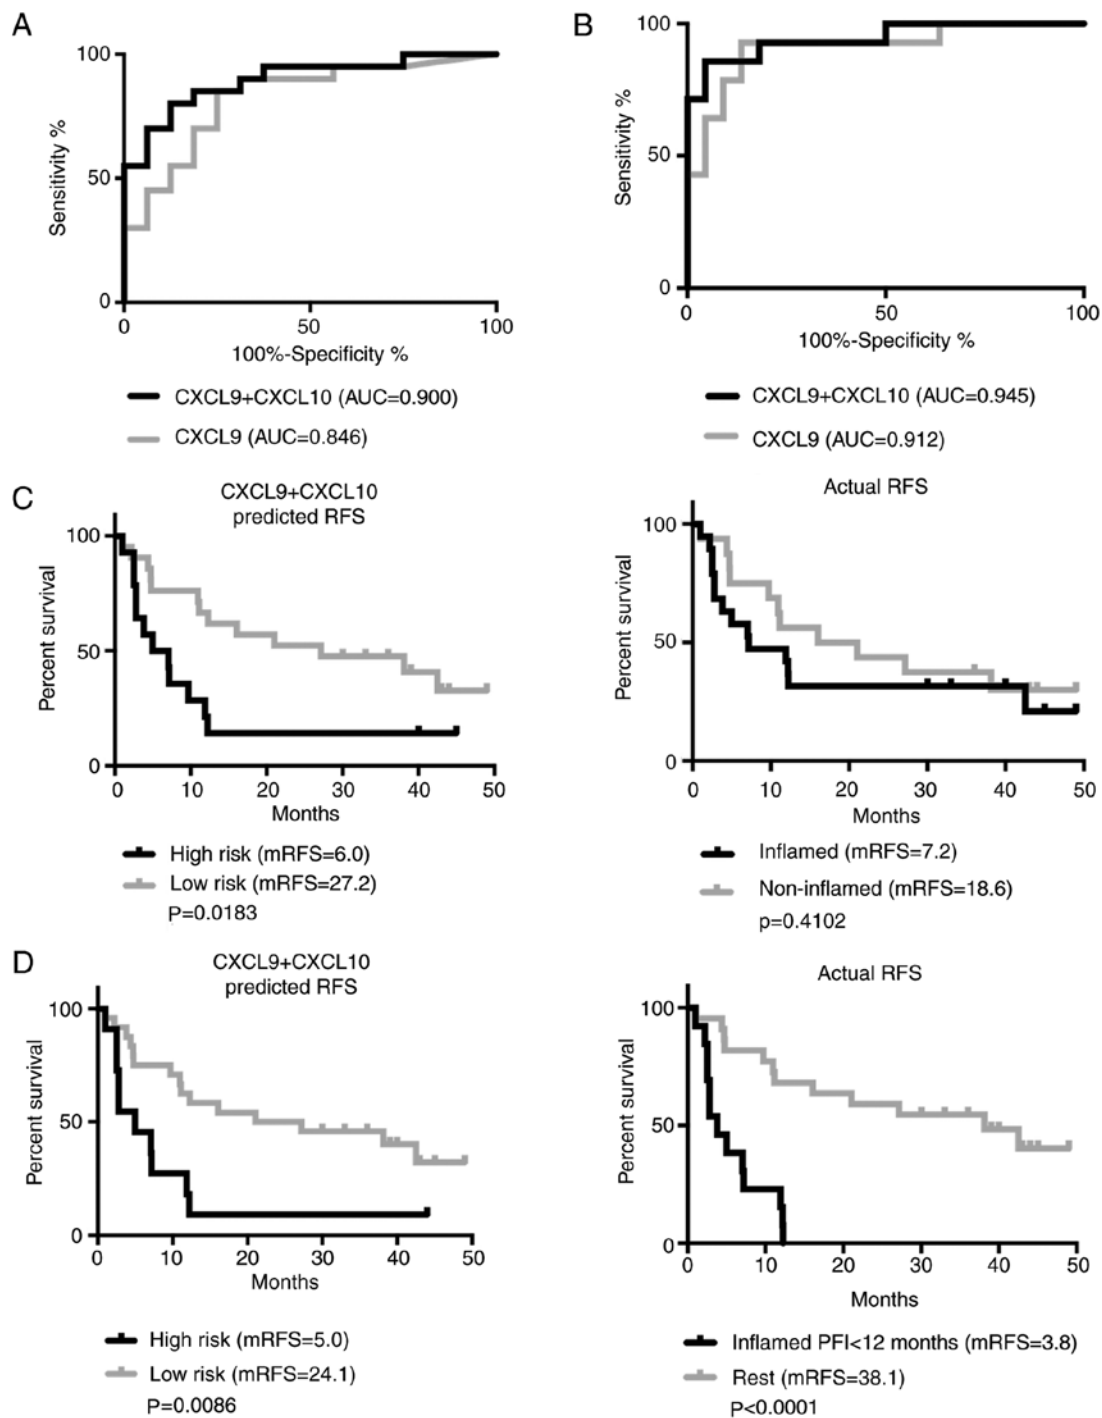 A
100
50
0
Sensitivity %
0
50
100
100%-Specificity %
CXCL9+CXCL10 (AUC=0.900)
CXCL9 (AUC=0.846)
B
100
50
0
Sensitivity %
0
50
100
100%-Specificity %
CXCL9+CXCL10 (AUC=0.945)
CXCL9 (AUC=0.912)
C
CXCL9+CXCL10
predicted RFS
100
50
0
Percent survival
0
10
20
30
40
50
Months
High risk (mRFS=6.0)
Low risk (mRFS=27.2)
P=0.0183
Actual RFS
100
50
0
Percent survival
0
10
20
30
40
50
Months
Inflamed (mRFS=7.2)
Non-inflamed (mRFS=18.6)
p=0.4102
D
CXCL9+CXCL10
predicted RFS
100
50
0
Percent survival
0
10
20
30
40
50
Months
High risk (mRFS=5.0)
Low risk (mRFS=24.1)
P=0.0086
Actual RFS
100
50
0
Percent survival
0
10
20
30
40
50
Months
Inflamed PFI<12 months (mRFS=3.8)
Rest (mRFS=38.1)
P<0.0001